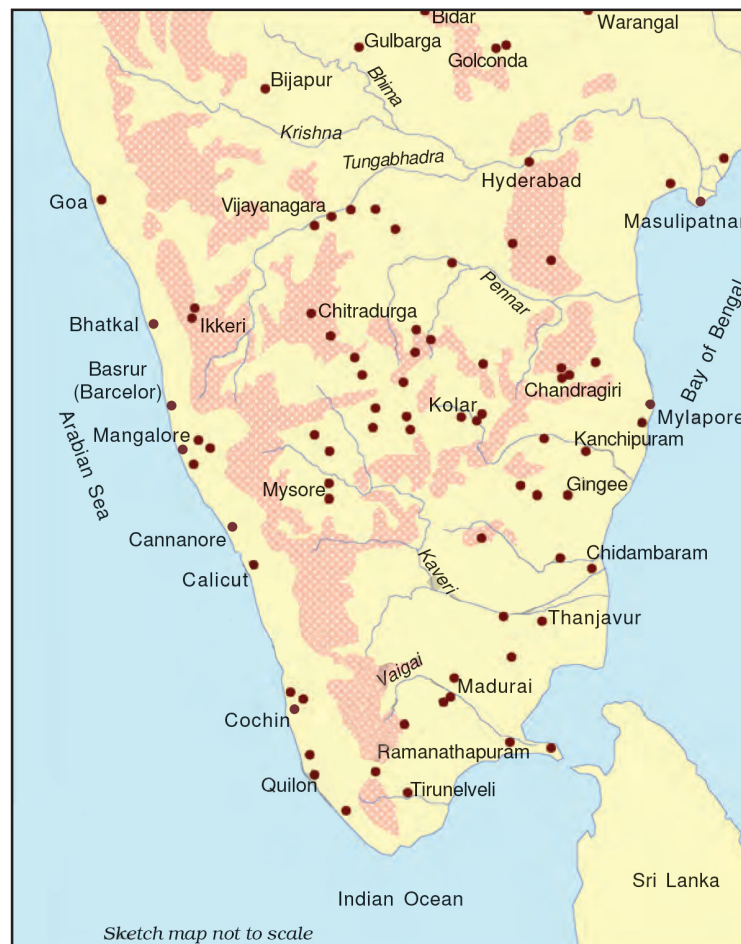 Bidar
Warangal
Gulbarga
Golconda
Bhima
Bijapur
Krishna
Tungabhadra
Hyderabad
Goa
Vijayanagara
Masulipatnar
Pennar
Bhatkal
Ikkeri
Chitradurga
Bay of Bengal
Basrur
(Barcelor)
Chandragiri
Kolar
Mylapore
Arabian Sea
Mangalore
Kanchipuram
Mysore
Gingee
Cannanore
Chidambaram
Calicut
Kaveri
Thanjavur
Vaigai
Madurai
Cochin
Ramanathapuram
Quilon
Tirunelveli
Sri Lanka
Indian Ocean
Sketch map not to scale